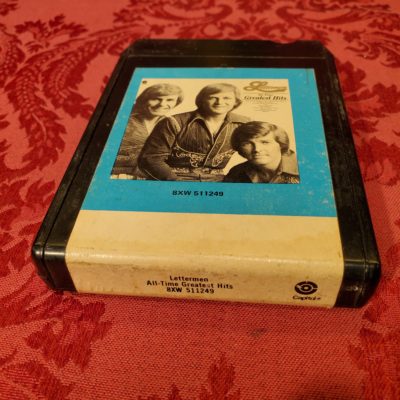 Greatest Hits
8XW 511249
Lettermen
All-Time Greatest Hits
8XW 511249
Capitol